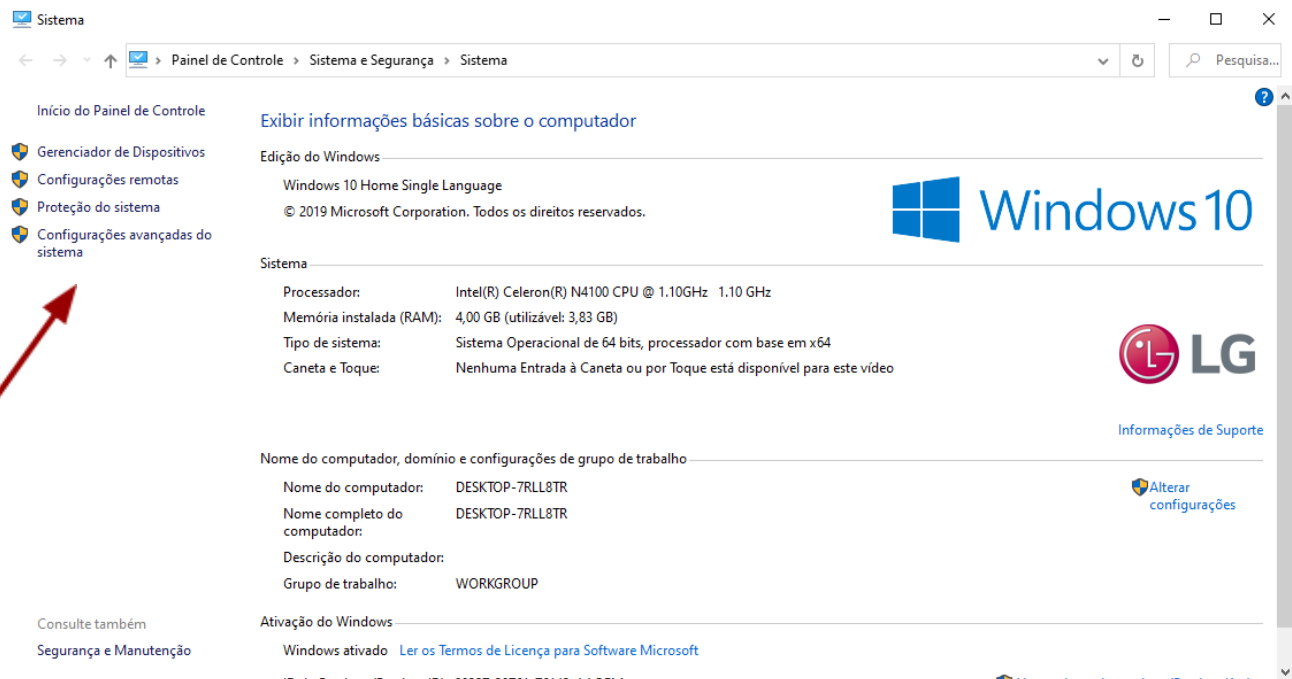 Sistema
Painel de Controle > Sistema e Segurança > Sistema
Pesquisa...
Início do Painel de Controle
Gerenciador de Dispositivos
Configurações remotas
Proteção do sistema
Configurações avançadas do
sistema
Consulte também
Segurança e Manutenção
Exibir informações básicas sobre o computador
Edição do Windows
Windows 10 Home Single Language
© 2019 Microsoft Corporation. Todos os direitos reservados.
Windows 10
Sistema
Processador: Intel(R) Celeron(R) N4100 CPU @ 1.10GHz 1.10 GHz
Memória instalada (RAM): 4,00 GB (utilizável: 3,83 GB)
Tipo de sistema: Sistema Operacional de 64 bits, processador com base em x64
Caneta e Toque: Nenhuma Entrada à Caneta ou por Toque está disponível para este vídeo
LG
Informações de Suporte
Nome do computador, domínio e configurações de grupo de trabalho
Nome do computador: DESKTOP-7RLL8TR
Alterar
configurações
Nome completo do
computador: DESKTOP-7RLL8TR
Descrição do computador:
Grupo de trabalho: WORKGROUP
Ativação do Windows
Windows ativado Ler os Termos de Licença para Software Microsoft